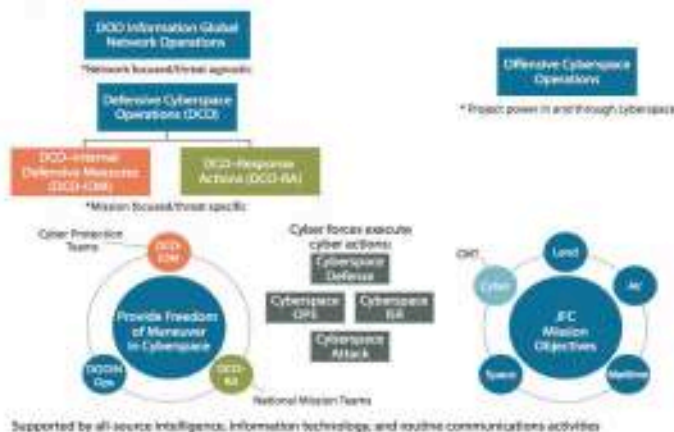 DOD Information Global
Network Operations
*Network focused/threat agnostic
Offensive Cyberspace
Operations
* Project power in and through cyberspace
Defensive Cyberspace
Operations (DCO)
DCO-Internal
Defensive Measures
(DCO-IDM)
DCO-Response
Actions (DCO-RA)
*Mission focused/threat specific
Cyber Protection
Teams
DCO-
IDM
Provide Freedom
of Maneuver
in Cyberspace
DODIN
Ops
DCO-
RA
National Mission Teams
Cyber forces execute
cyber actions:
Cyberspace
Defense
Cyberspace
OPE
Cyberspace
ISR
Cyberspace
Attack
CMT
Land
Cyber
Air
JFC
Mission
Objectives
Space
Maritime
Supported by all-source intelligence, information technology, and routine communications activities